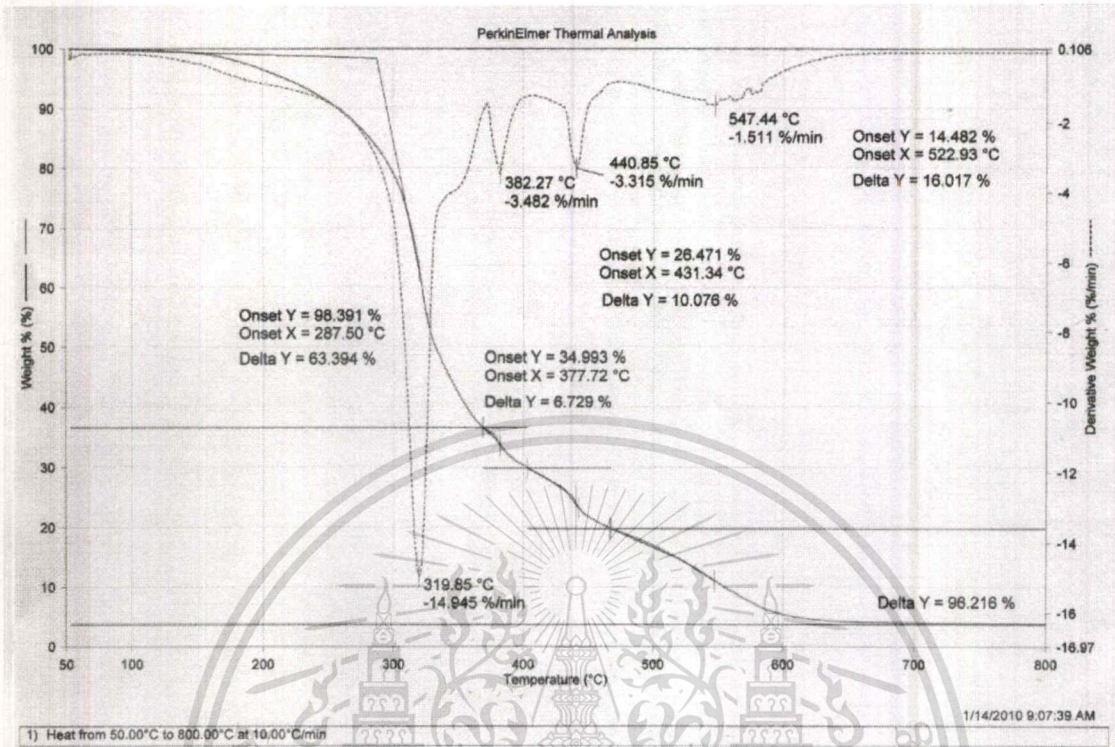 PerkinElmer Thermal Analysis
100
90
80
70
60
50
40
30
20
10
0
Weight % (%)
0.106
-2
-4
-6
-8
-10
-12
-14
-16
-16.97
Derivative Weight % (%/min)
547.44 °C
-1.511 %/min
Onset Y = 14.482 %
Onset X = 522.93 °C
Delta Y = 16.017 %
440.85 °C
-3.315 %/min
382.27 °C
-3.482 %/min
Onset Y = 26.471 %
Onset X = 431.34 °C
Delta Y = 10.076 %
Onset Y = 98.391 %
Onset X = 287.50 °C
Delta Y = 63.394 %
Onset Y = 34.993 %
Onset X = 377.72 °C
Delta Y = 6.729 %
319.85 °C
-14.945 %/min
Delta Y = 96.216 %
50 100 200 300 400 500 600 700 800
Temperature (°C)
1/14/2010 9:07:39 AM
1) Heat from 50.00°C to 800.00°C at 10.00°C/min